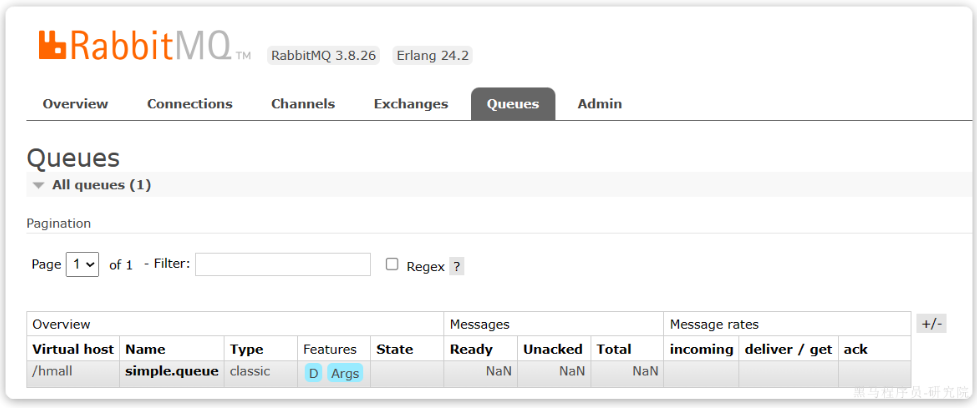 RabbitMQ TM RabbitMQ 3.8.26 Erlang 24.2
Overview Connections Channels Exchanges Queues Admin
Queues
All queues (1)
Pagination
Page 1 of 1 - Filter: Regex ?
Overview Messages Message rates +/-
Virtual host Name Type Features State Ready Unacked Total incoming deliver / get ack
/hmall simple.queue classic D Args NaN NaN NaN
黑马程序员-研究院